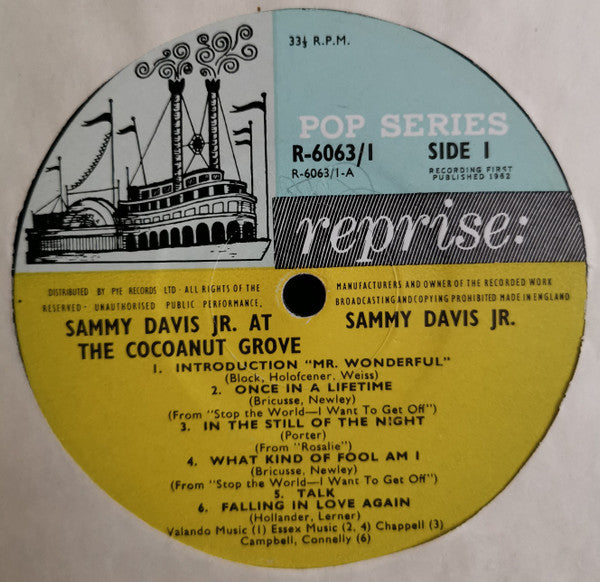 33⅓ R.P.M.
POP SERIES
R-6063/1 SIDE 1
R-6063/1-A RECORDING FIRST
PUBLISHED 1962
reprise:
DISTRIBUTED BY PYE RECORDS LTD · ALL RIGHTS OF THE MANUFACTURERS AND OWNER OF THE RECORDED WORK
RESERVED · UNAUTHORISED PUBLIC PERFORMANCE, BROADCASTING AND COPYING PROHIBITED MADE IN ENGLAND
SAMMY DAVIS JR. AT SAMMY DAVIS JR.
THE COCOANUT GROVE
1. INTRODUCTION "MR. WONDERFUL"
(Block, Holofcener, Weiss)
2. ONCE IN A LIFETIME
(Bricusse, Newley)
(From "Stop the World—I Want To Get Off")
3. IN THE STILL OF THE NIGHT
(Porter)
(From "Rosalie")
4. WHAT KIND OF FOOL AM I
(Bricusse, Newley)
(From "Stop the World—I Want To Get Off")
5. TALK
6. FALLING IN LOVE AGAIN
(Hollander, Lerner)
Valando Music (1) Essex Music (2, 4) Chappell (3)
Campbell, Connelly (6)